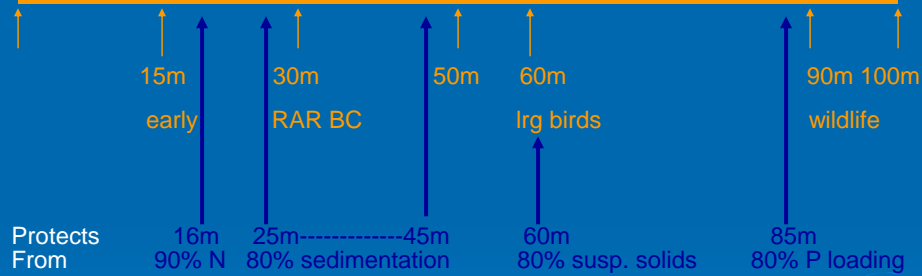 15m 30m 50m 60m 90m 100m
early RAR BC lrg birds wildlife
Protects 16m 25m-------------45m 60m 85m
From 90% N 80% sedimentation 80% susp. solids 80% P loading